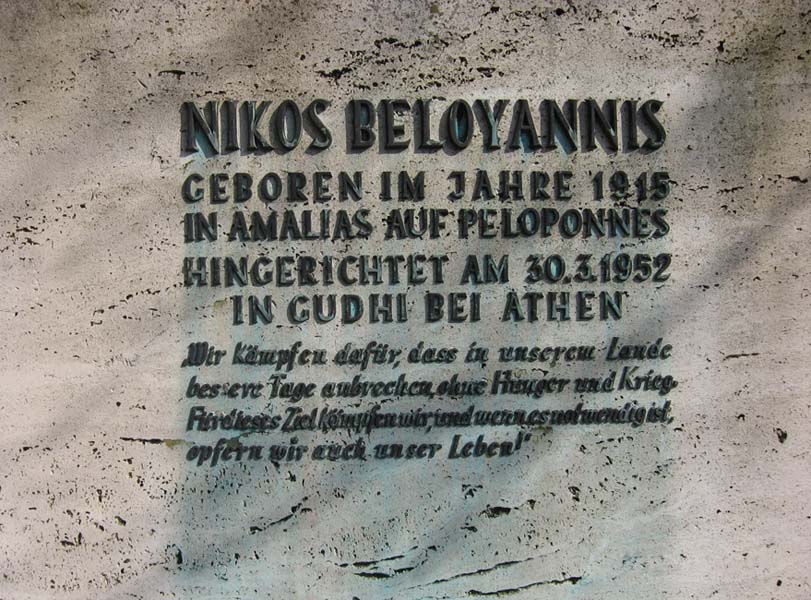 NIKOS BELOYANNIS
GEBOREN IM JAHRE 1915
IN AMALIAS AUF PELOPONNES
HINGERICHTET AM 30.3.1952
IN GUDHI BEI ATHEN
„Wir kämpfen dafür, dass in unserem Lande
bessere Tage anbrechen, ohne Hunger und Krieg.
Für dieses Ziel kämpfen wir, und wenn es notwendig ist,
opfern wir auch unser Leben!“